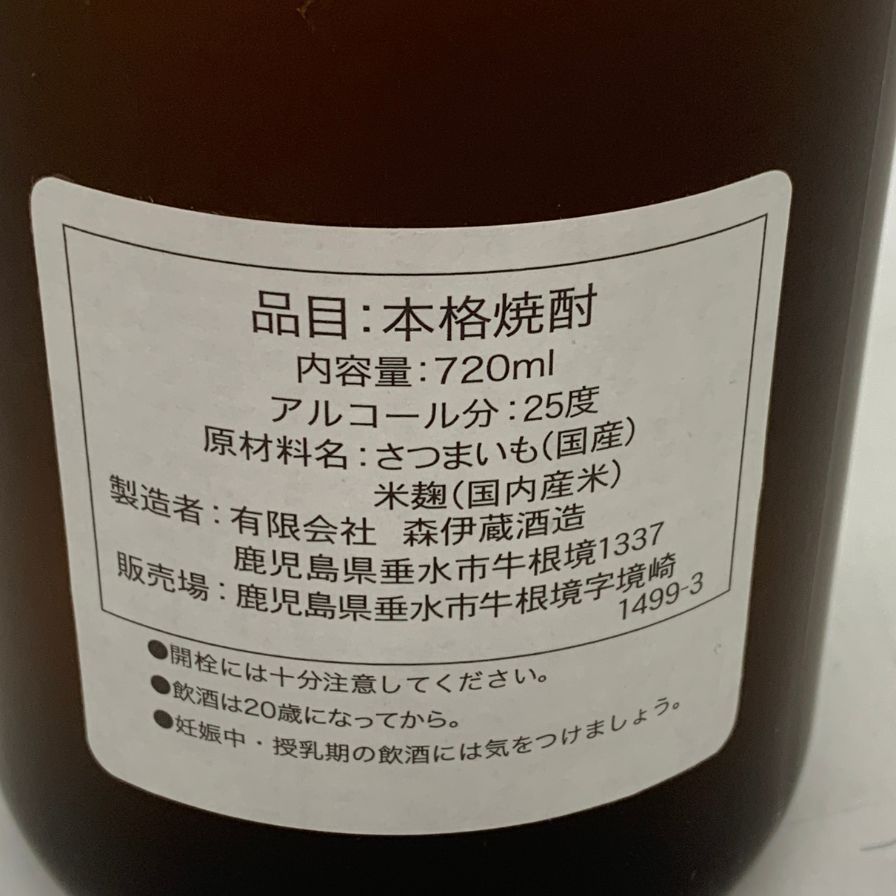 品目:本格焼酎
内容量:720ml
アルコール分:25度
原材料名:さつまいも(国産)
米麹(国内産米)
製造者:有限会社 森伊蔵酒造
鹿児島県垂水市牛根境1337
販売場:鹿児島県垂水市牛根境字境崎
1499-3
●開栓には十分注意してください。
●飲酒は20歳になってから。
●妊娠中・授乳期の飲酒には気をつけましょう。